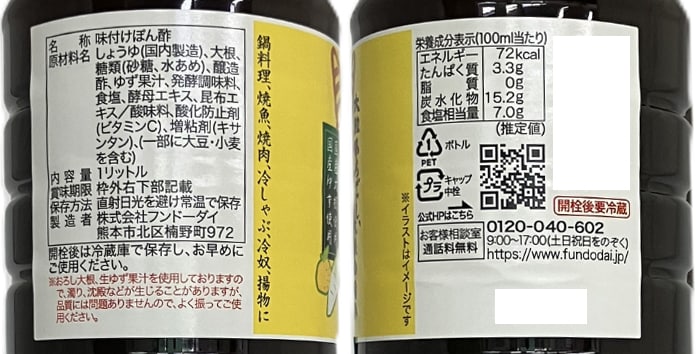 名 称 味付けぽん酢
原材料名 しょうゆ(国内製造)、大根、
糖類(砂糖、水あめ)、醸造
酢、ゆず果汁、発酵調味料、
食塩、酵母エキス、昆布エ
キス／酸味料、酸化防止剤
(ビタミンC)、増粘剤(キサ
ンタン)、(一部に大豆・小麦
を含む)
内 容 量 1リットル
賞味期限 枠外右下部記載
保存方法 直射日光を避け常温で保存
製 造 者 株式会社フンドーダイ
熊本市北区楠野町972
開栓後は冷蔵庫で保存し、お早めに
ご使用ください。
※おろし大根、生ゆず果汁を使用しておりますの
で、濁り、沈殿などが生じることがありますが、
品質には問題ありませんので、よく振ってご使
用ください。
鍋料理、焼魚、焼肉、冷しゃぶ、冷奴、揚物に
栄養成分表示(100ml当たり)
エネルギー 72kcal
たんぱく質 3.3g
脂 質 0g
炭水化物 15.2g
食塩相当量 7.0g
(推定値)
1
PET
ボトル
プラ
キャップ
中栓
公式HPはこちら
開栓後要冷蔵
お客様相談室
通話料無料
0120-040-602
9:00~17:00(土日祝日をのぞく)
https://www.fundodai.jp/
※イラストはイメージです